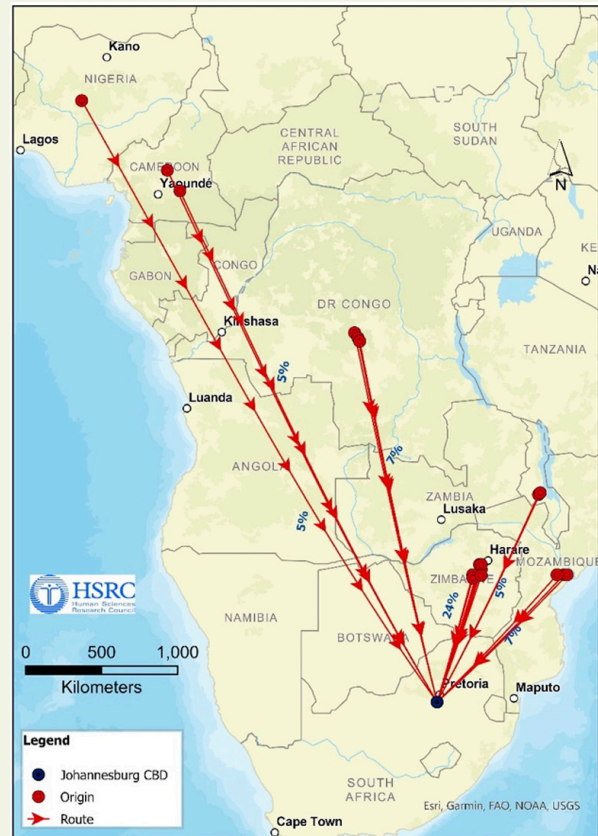 Kano
NIGERIA
Lagos
CENTRAL
AFRICAN
REPUBLIC
SOUTH
SUDAN
N
CAMEROON
Yaoundé
UGANDA
KE
GABON
CONGO
Na
DR CONGO
Kinshasa
TANZANIA
5%
Luanda
7%
ANGOL
ZAMBIA
Lusaka
5%
Harare
MOZAMBIQUE
ZIMBABWE
5%
24%
HSRC
Human Sciences
Research Council
NAMIBIA
BOTSWANA
7%
0 500 1,000
Kilometers
Pretoria
Maputo
Legend
Johannesburg CBD
Origin
Route
SOUTH
AFRICA
Esri, Garmin, FAO, NOAA, USGS
Cape Town